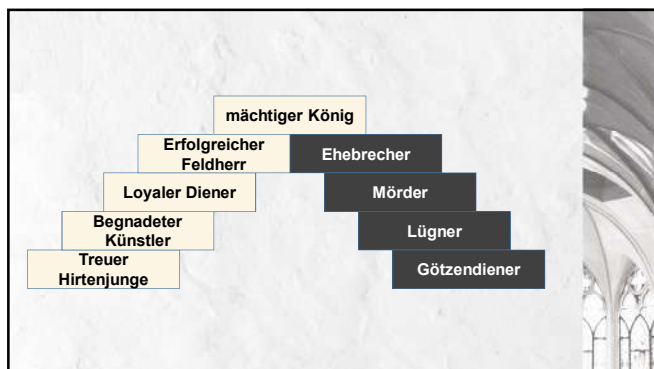 mächtiger König
Erfolgreicher
Feldherr
Ehebrecher
Loyaler Diener
Mörder
Begnadeter
Künstler
Lügner
Treuer
Hirtenjunge
Götzendiener